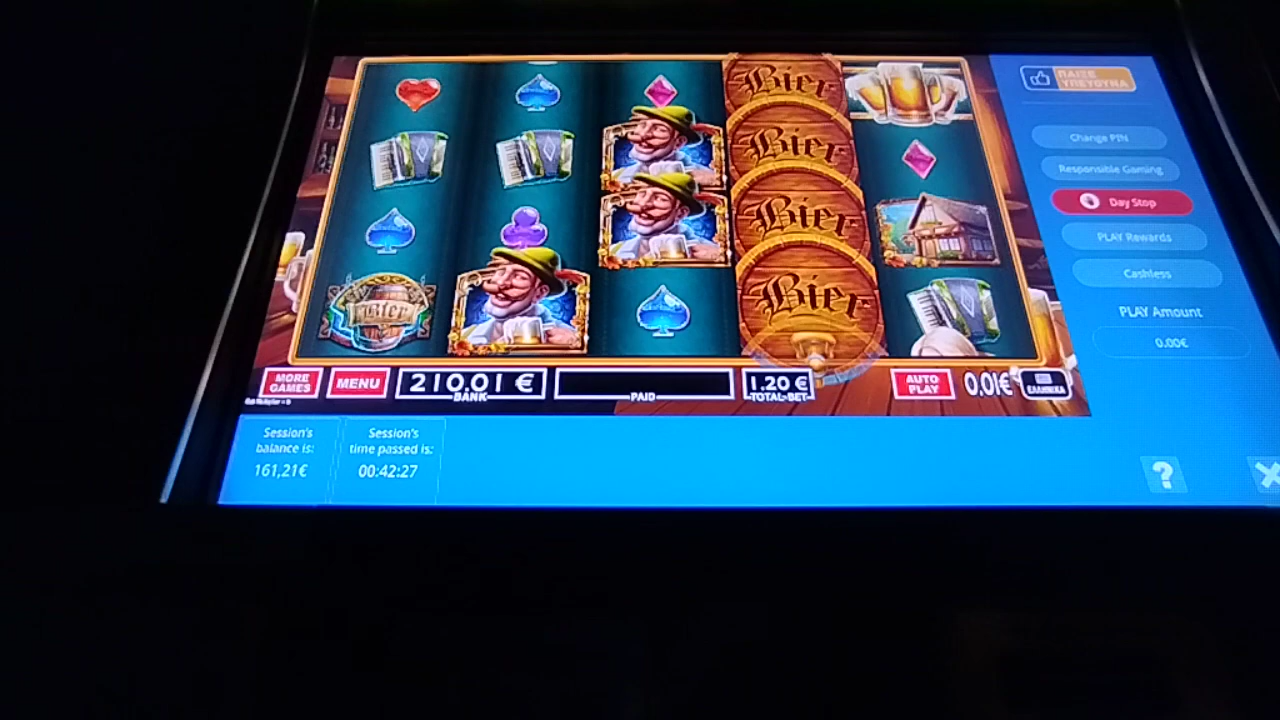 Bier
Bier
Bier
Bier
BIER
ΠΑΙΞΕ
ΥΠΕΥΘΥΝΑ
Change PIN
Responsible Gaming
Day Stop
PLAY Rewards
Cashless
PLAY Amount
0.00€
MORE
GAMES
MENU
210.01 €
BANK
PAID
1.20 €
TOTAL-BET
AUTO
PLAY
0,01€
ΕΛΛΗΝΙΚΑ
Session's
balance is:
161,21€
Session's
time passed is:
00:42:27
?